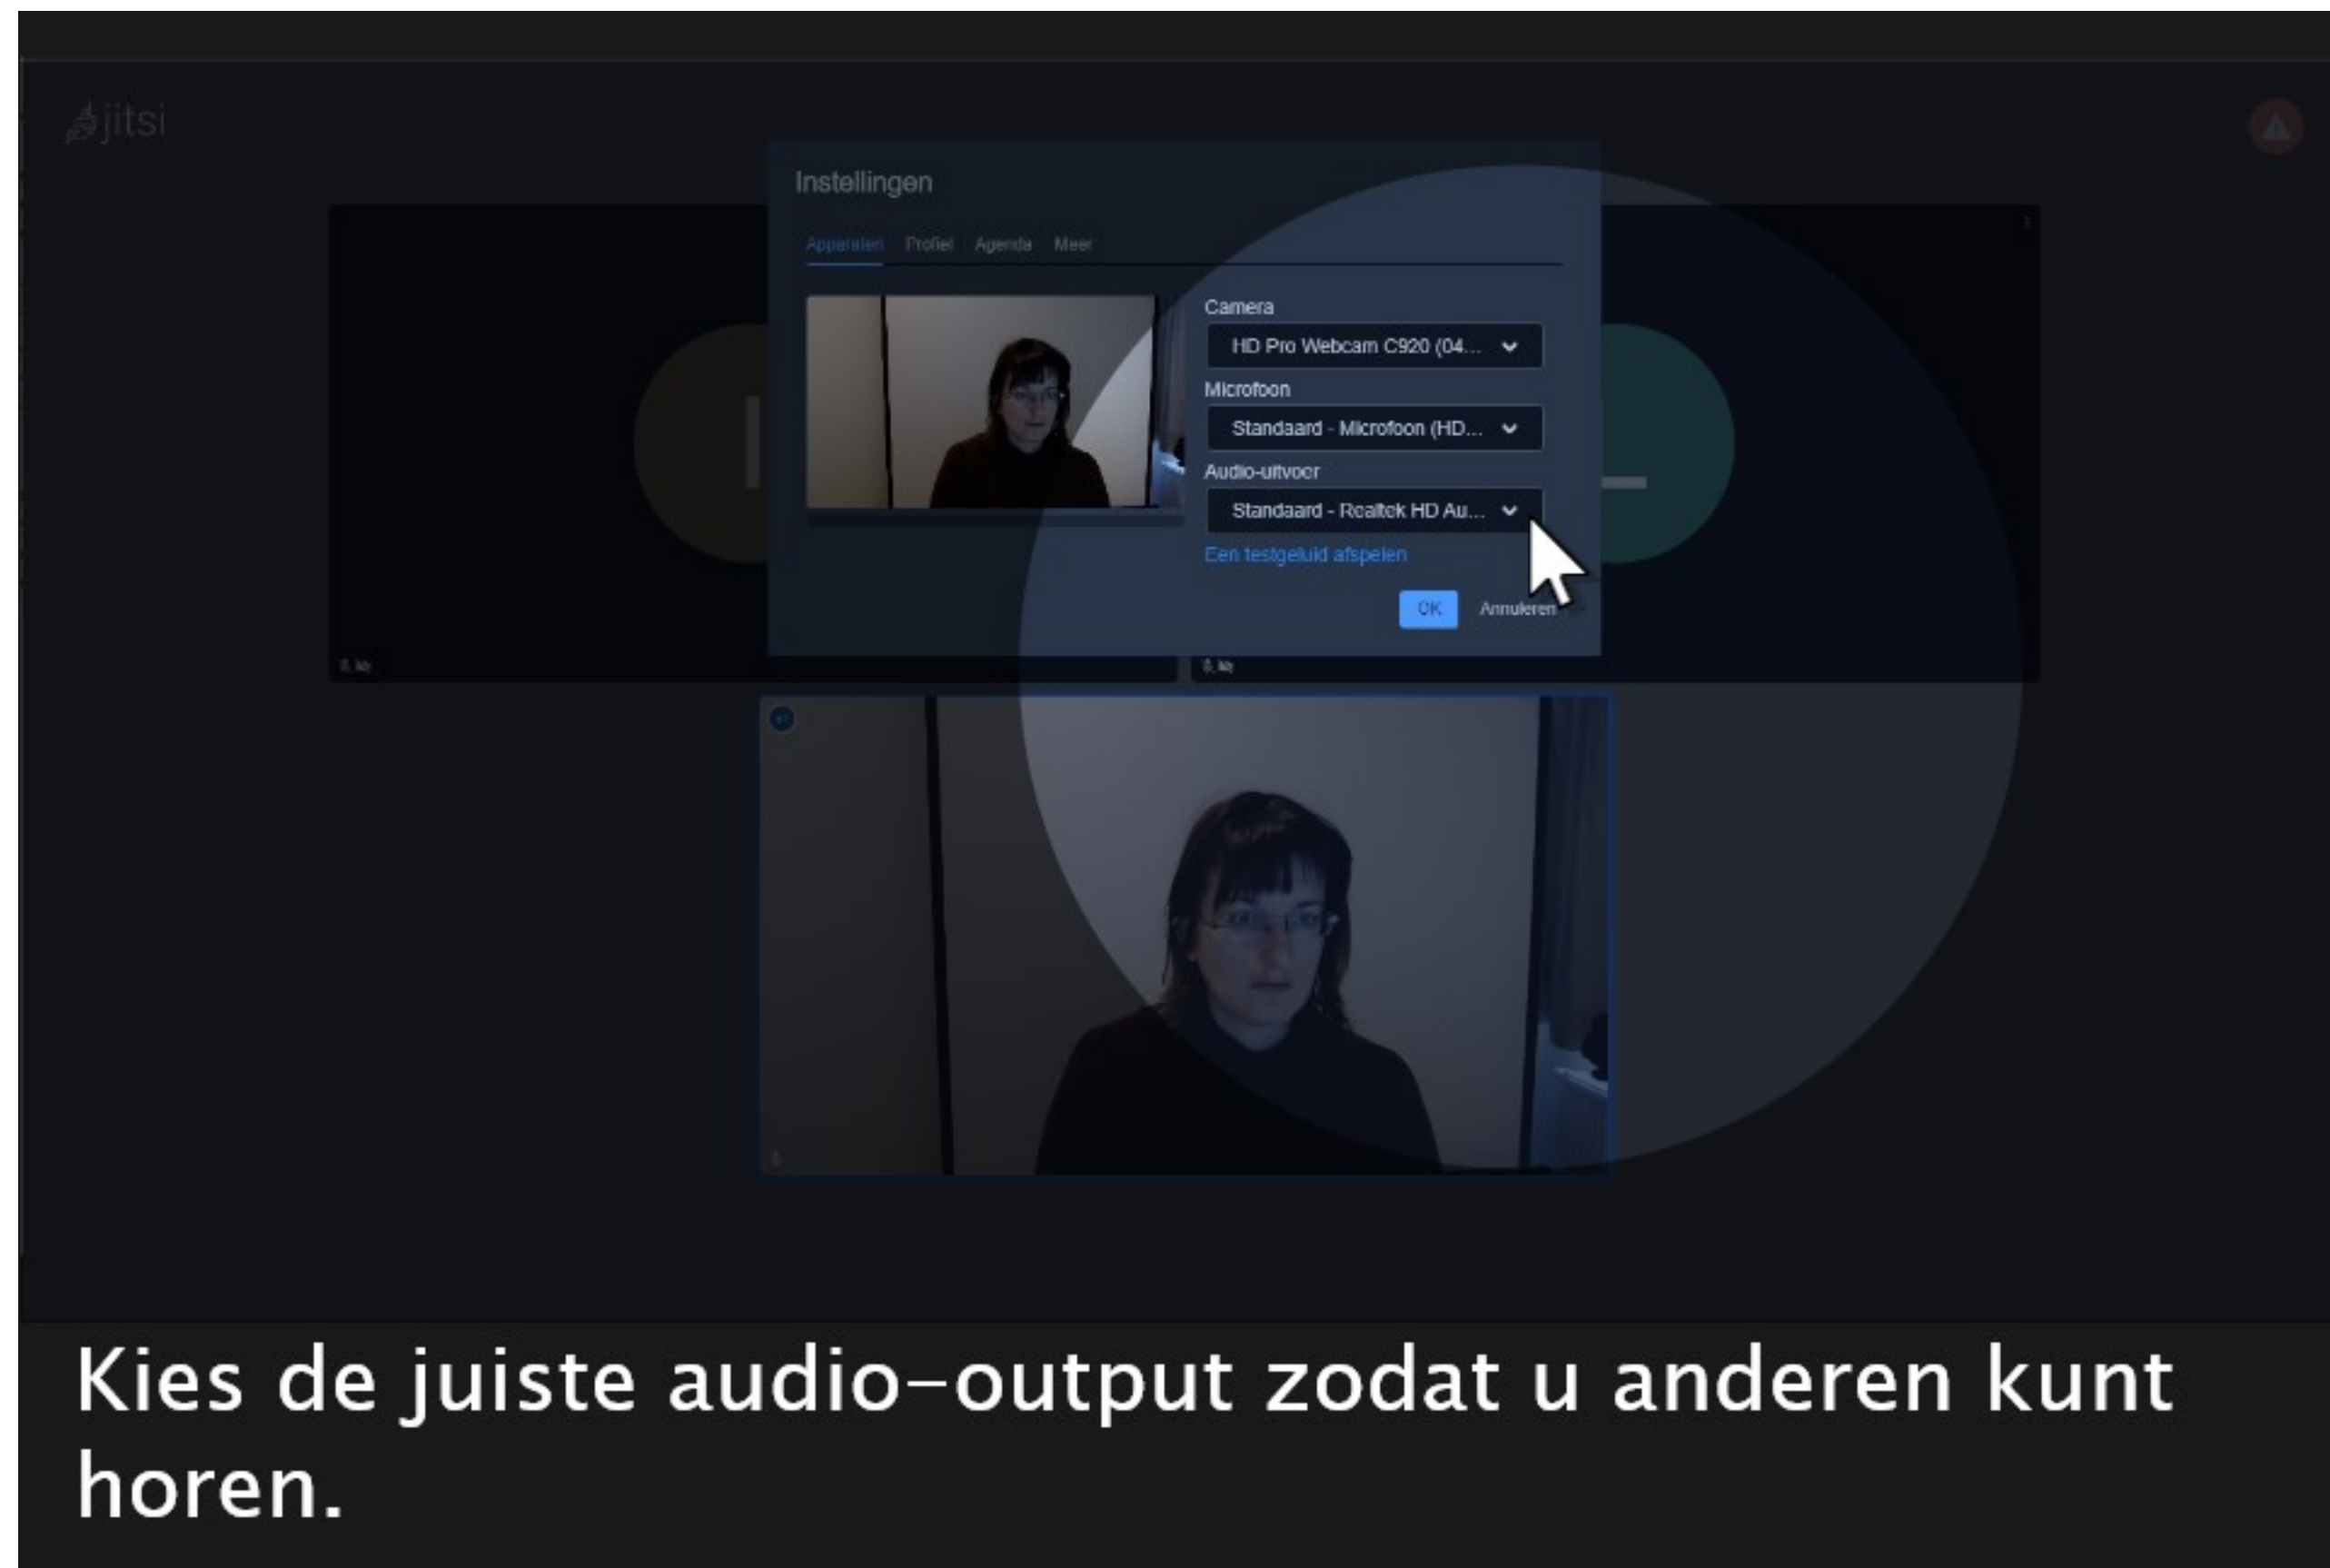 jitsi
Instellingen
Apparaten Profiel Agenda Meer
Camera
HD Pro Webcam C920 (04...
Microfoon
Standaard - Microfoon (HD...
Audio-uitvoer
Standaard - Realtek HD Au...
Een testgeluid afspelen
OK Annuleren
Kies de juiste audio-output zodat u anderen kunt
horen.